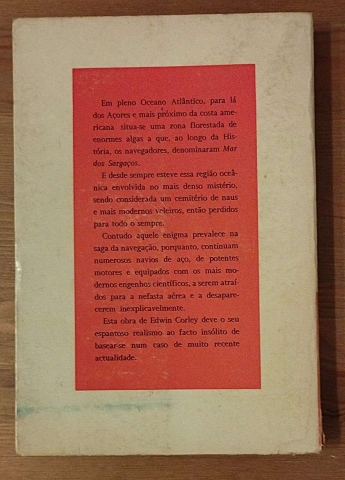 Em pleno Oceano Atlântico, para lá
dos Açores e mais próximo da costa ame-
ricana situa-se uma zona florestada de
enormes algas a que, ao longo da His-
tória, os navegadores, denominaram Mar
dos Sargaços.
E desde sempre esteve essa região oceâ-
nica envolvida no mais denso mistério,
sendo considerada um cemitério de naus
e mais modernos veleiros, então perdidos
para todo o sempre.
Contudo aquele enigma prevalece na
saga da navegação, porquanto, continuam
numerosos navios de aço, de potentes
motores e equipados com os mais mo-
dernos engenhos científicos, a serem atraí-
dos para a nefasta aérea e a desapare-
cerem inexplicavelmente.
Esta obra de Edwin Corley deve o seu
espantoso realismo ao facto insólito de
basear-se num caso de muito recente
actualidade.